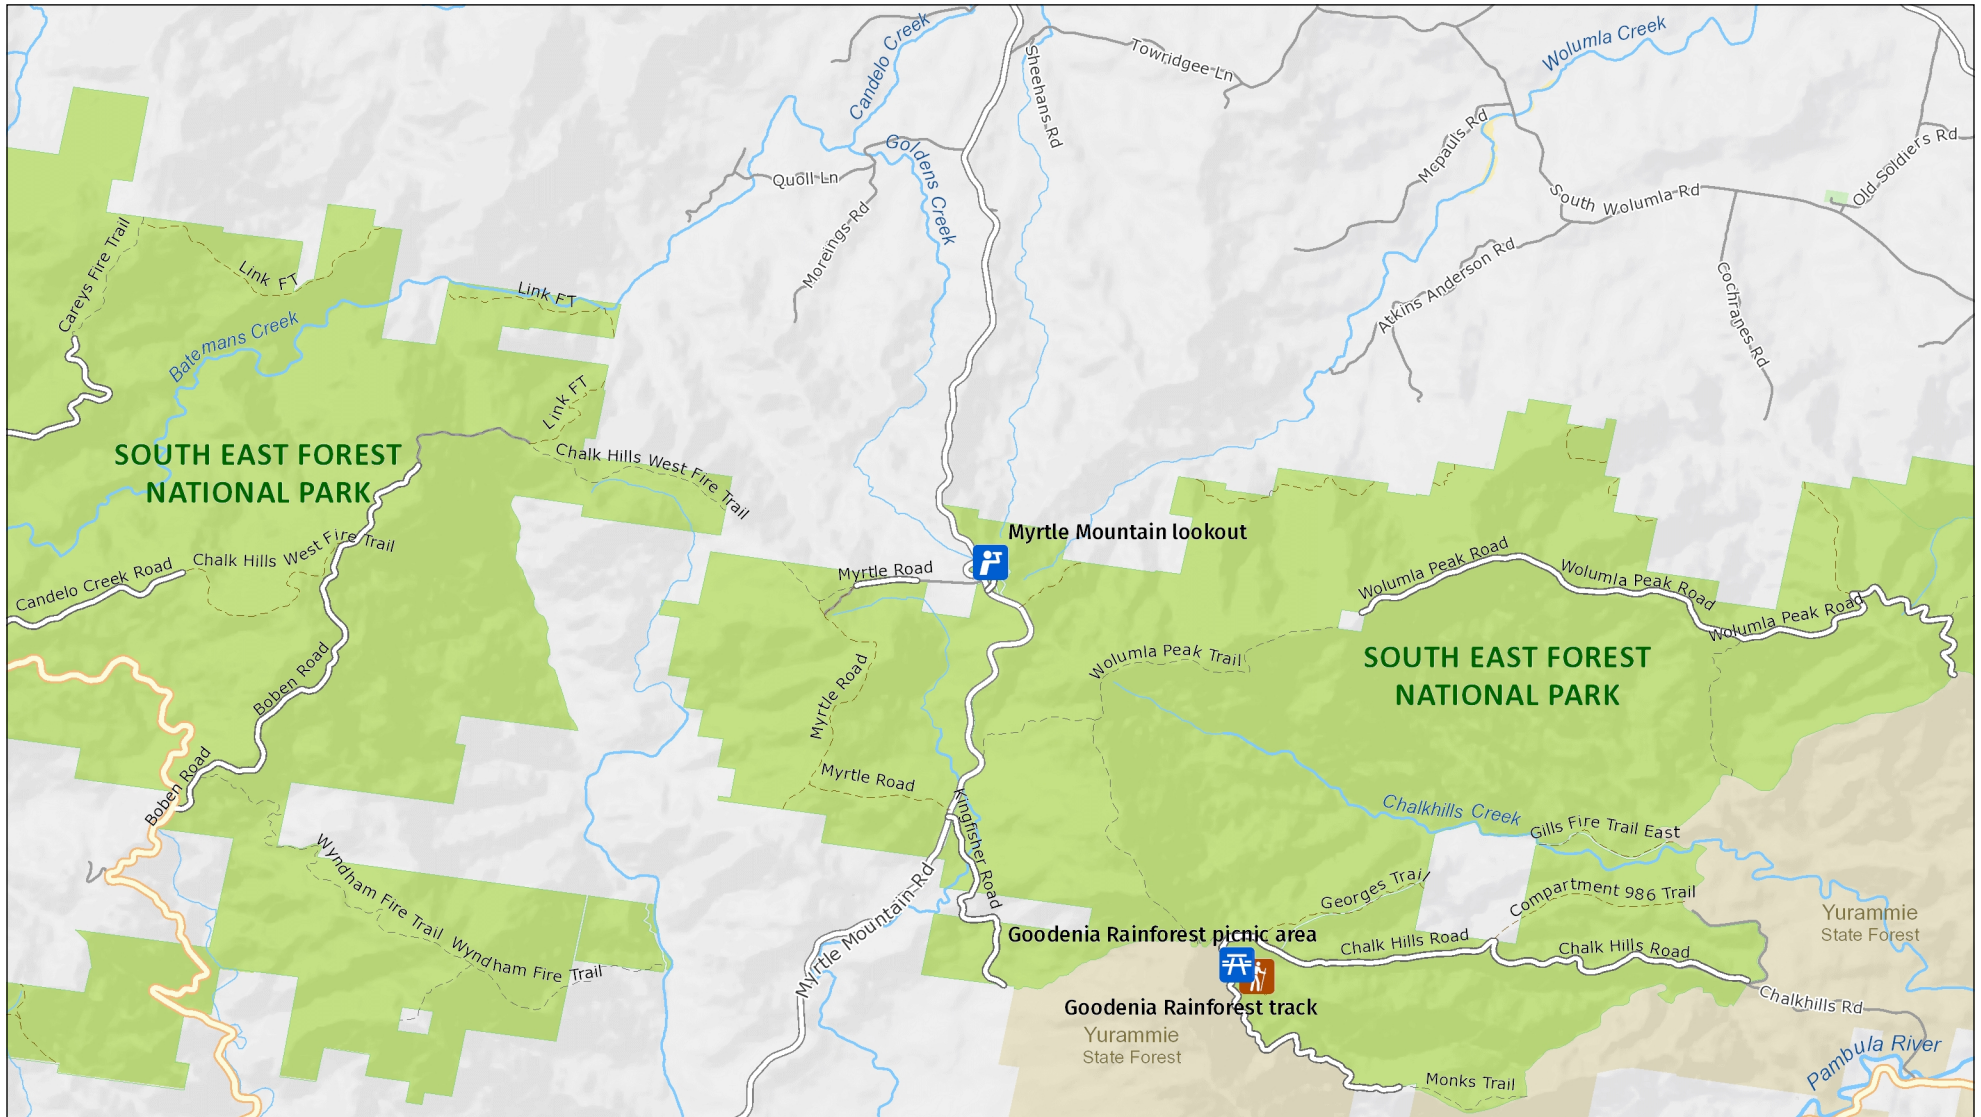 Candelo Creek
Sheehans Rd
Towridgee Ln
Wolumla Creek
Mcpauls Rd
Old Soldiers Rd
Goldens Creek
Quoll Ln
Moreings Rd
South Wolumla Rd
Atkins Anderson Rd
Cochranes Rd
Careys Fire Trail
Link FT
Link FT
Batemans Creek
Link FT
SOUTH EAST FOREST
NATIONAL PARK
Chalk Hills West Fire Trail
Chalk Hills West Fire Trail
Candelo Creek Road
Myrtle Mountain lookout
Myrtle Road
Wolumla Peak Road
Wolumla Peak Road
Wolumla Peak Road
Boben Road
Myrtle Road
Wolumla Peak Trail
SOUTH EAST FOREST
NATIONAL PARK
Boben Road
Myrtle Road
Kingfisher Road
Chalkhills Creek
Gills Fire Trail East
Wyndham Fire Trail
Wyndham Fire Trail
Myrtle Mountain Rd
Georges Trail
Compartment 986 Trail
Yurammie
State Forest
Goodenia Rainforest picnic area
Chalk Hills Road
Chalk Hills Road
Goodenia Rainforest track
Chalkhills Rd
Yurammie
State Forest
Pambula River
Monks Trail